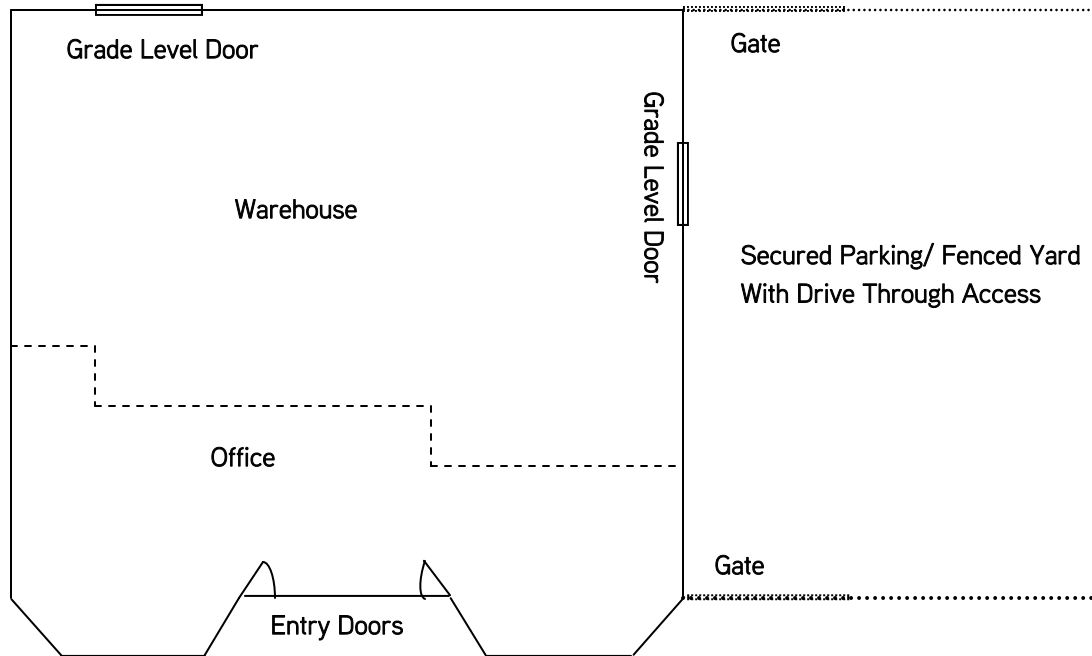 Grade Level Door
Gate
Grade Level Door
Warehouse
Secured Parking/ Fenced Yard
With Drive Through Access
Office
Gate
Entry Doors